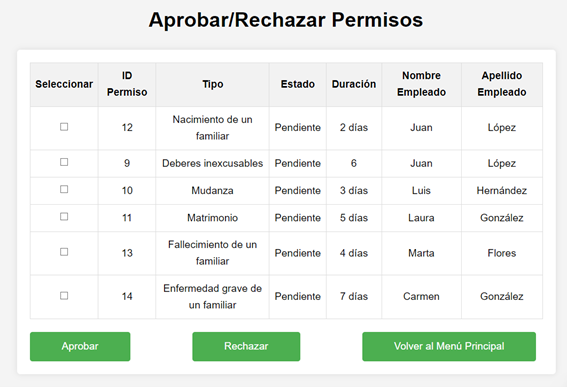 Aprobar/Rechazar Permisos
Seleccionar ID Permiso Tipo Estado Duración Nombre Empleado Apellido Empleado
12 Nacimiento de un familiar Pendiente 2 días Juan López
9 Deberes inexcusables Pendiente 6 Juan López
10 Mudanza Pendiente 3 días Luis Hernández
11 Matrimonio Pendiente 5 días Laura González
13 Fallecimiento de un familiar Pendiente 4 días Marta Flores
14 Enfermedad grave de un familiar Pendiente 7 días Carmen González
Aprobar Rechazar Volver al Menú Principal